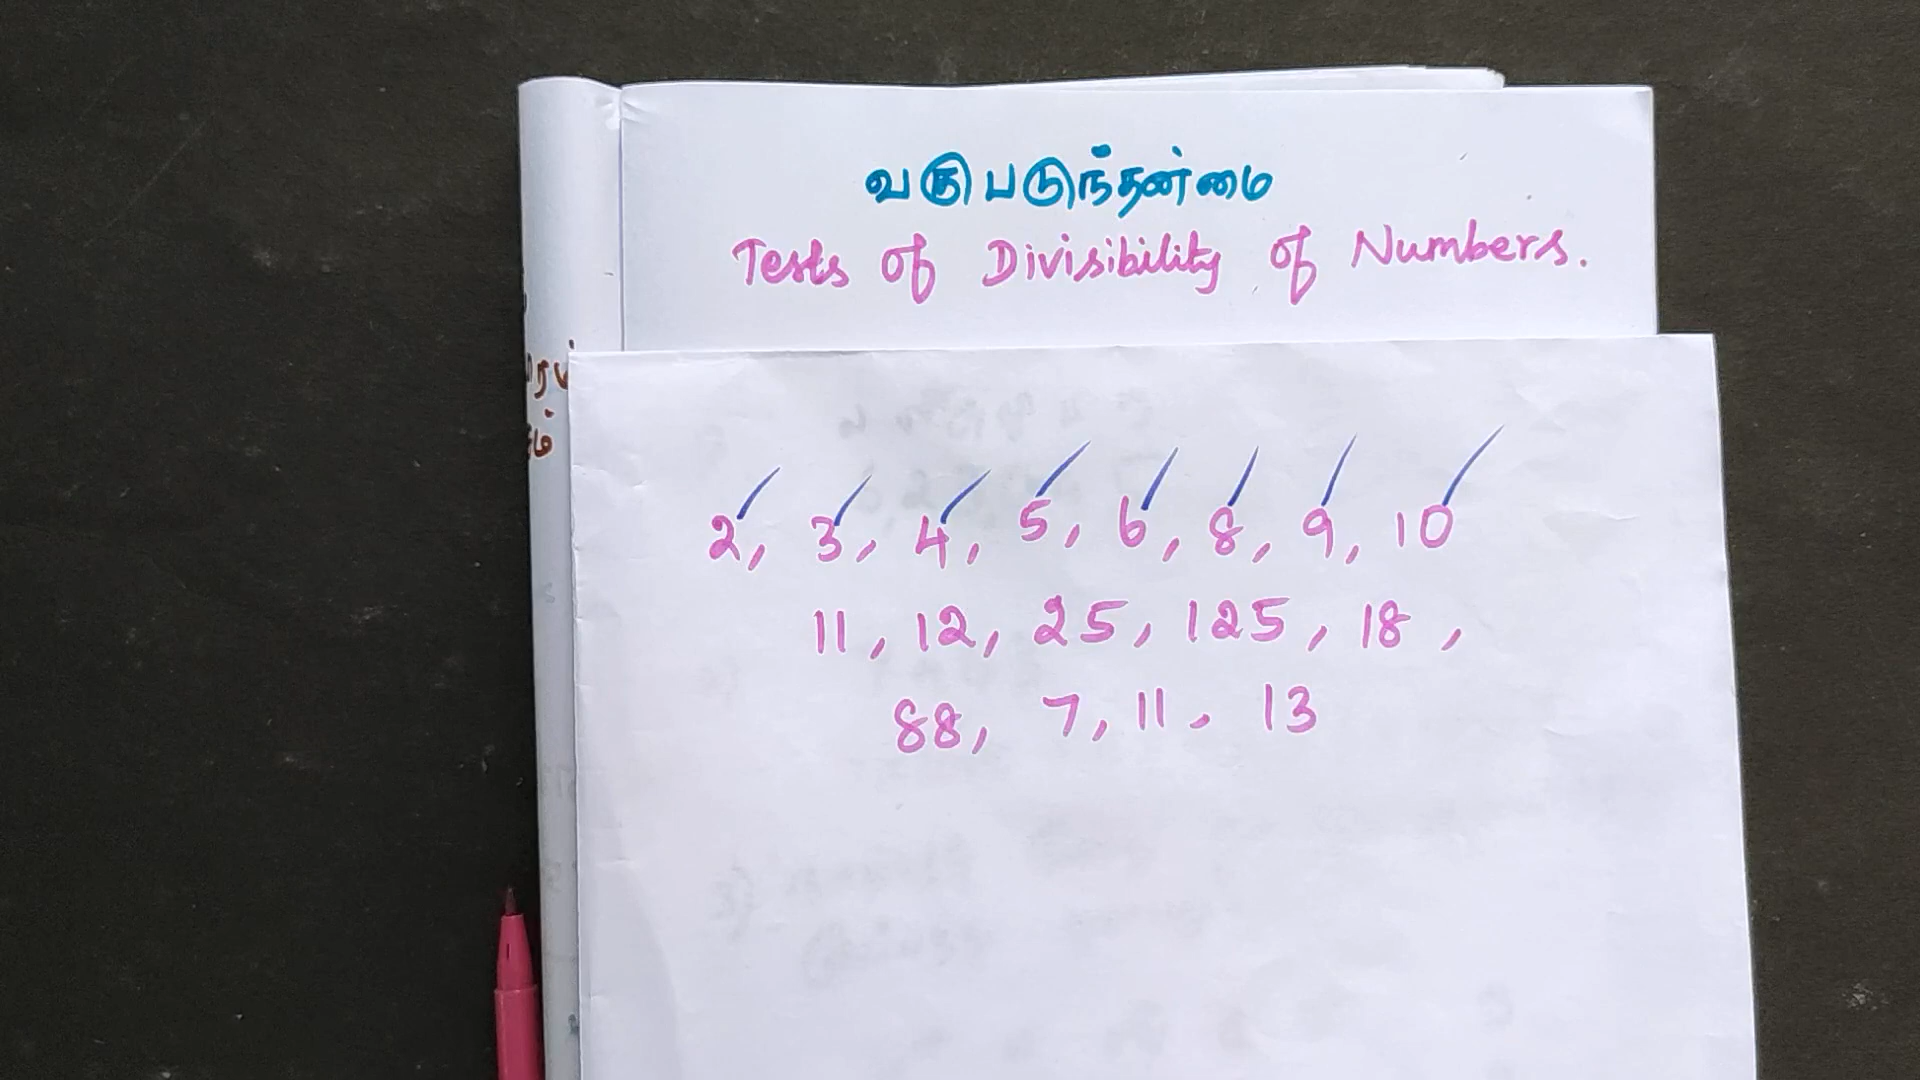 வகுபடுந்தன்மை
Tests of Divisibility of Numbers.
2, 3, 4, 5, 6, 8, 9, 10
11, 12, 25, 125, 18,
88, 7, 11, 13